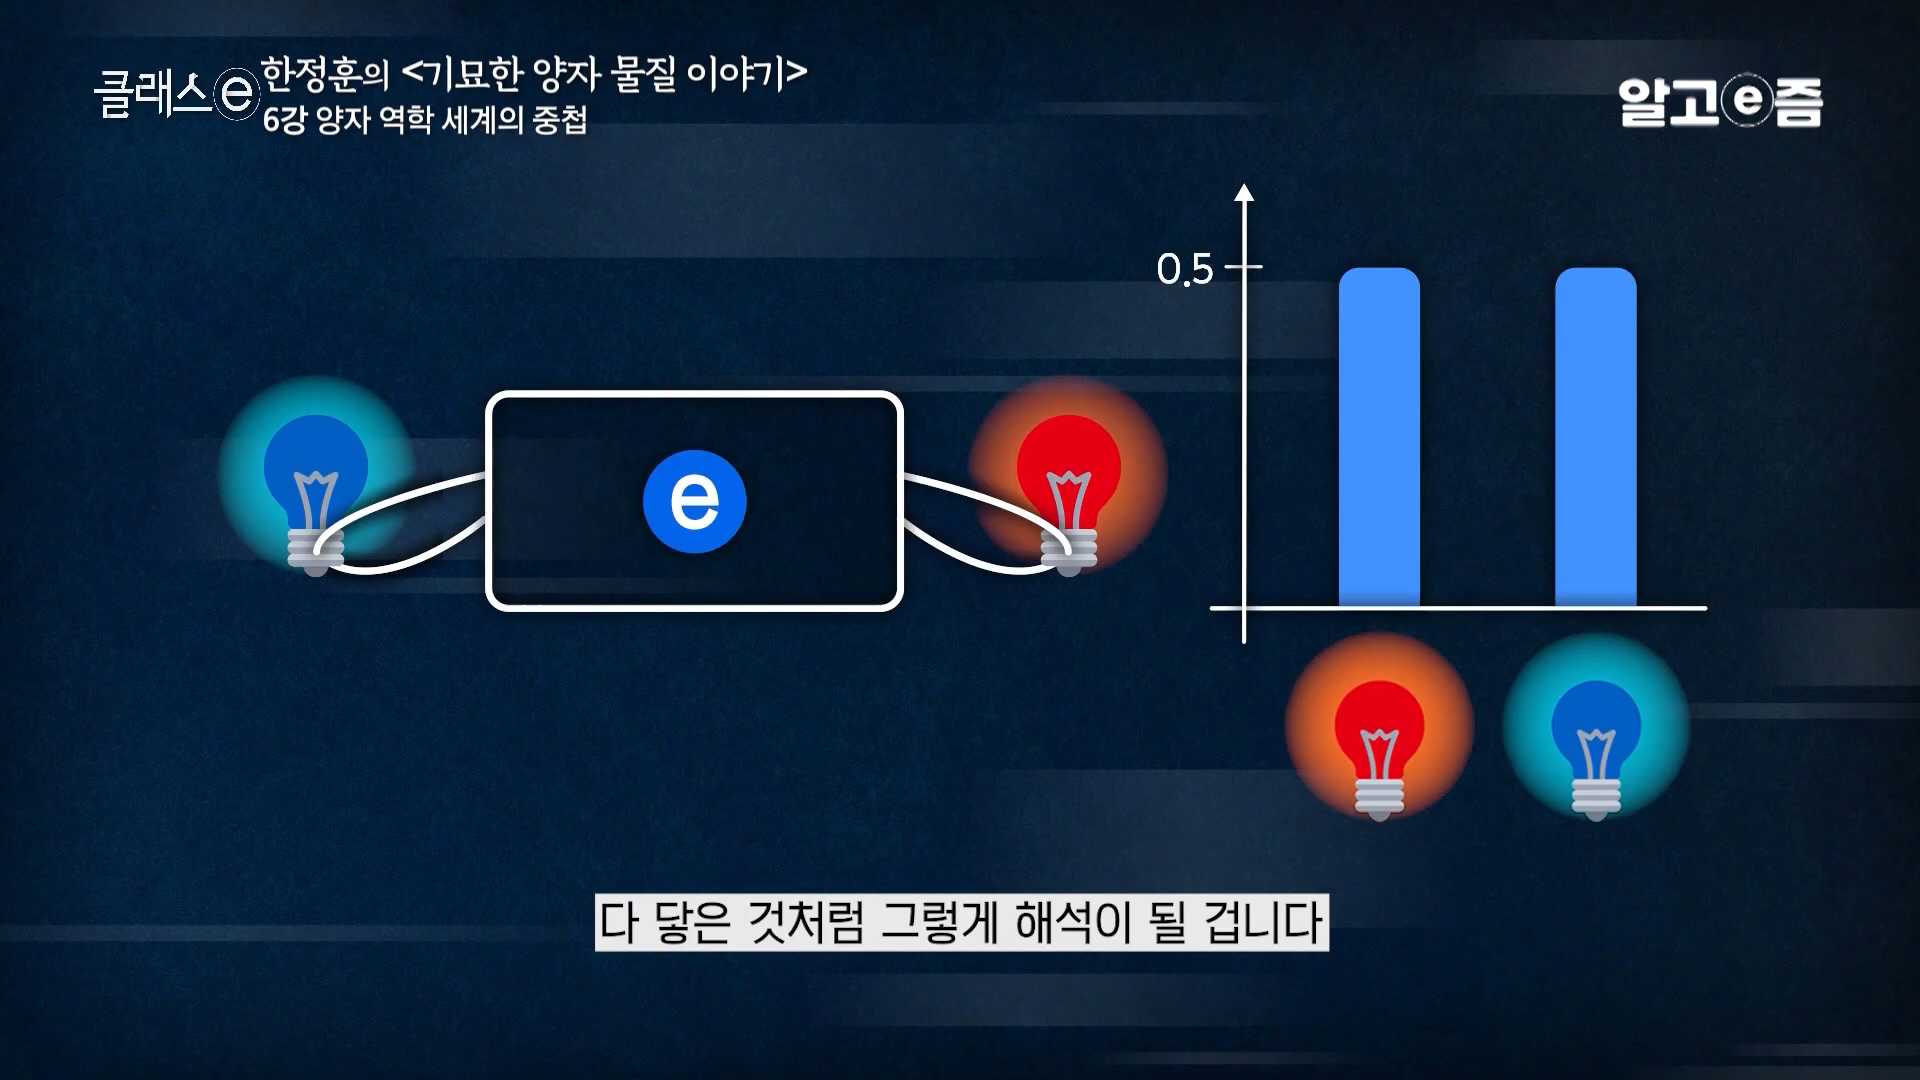 클래스e
한정훈의 <기묘한 양자 물질 이야기>
6강 양자 역학 세계의 중첩
알고e즘
0.5
e
다 닿은 것처럼 그렇게 해석이 될 겁니다